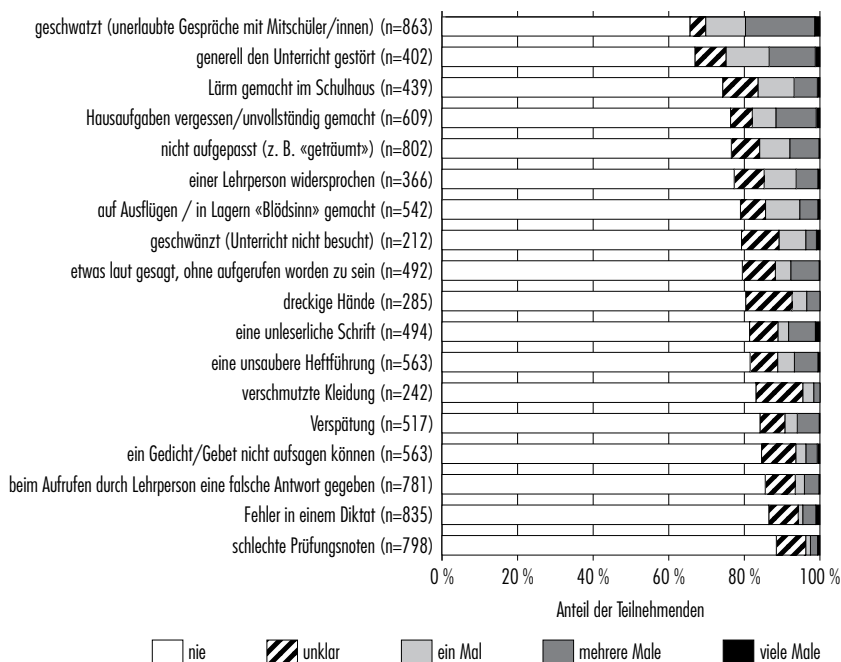 geschwatzt (unerlaubte Gespräche mit Mitschüler/innen) (n=863)
generell den Unterricht gestört (n=402)
Lärm gemacht im Schulhaus (n=439)
Hausaufgaben vergessen/unvollständig gemacht (n=609)
nicht aufgepasst (z. B. «geträumt») (n=802)
einer Lehrperson widersprochen (n=366)
auf Ausflügen / in Lagern «Blödsinn» gemacht (n=542)
geschwänzt (Unterricht nicht besucht) (n=212)
etwas laut gesagt, ohne aufgerufen worden zu sein (n=492)
dreckige Hände (n=285)
eine unleserliche Schrift (n=494)
eine unsaubere Heftführung (n=563)
verschmutzte Kleidung (n=242)
Verspätung (n=517)
ein Gedicht/Gebet nicht aufsagen können (n=563)
beim Aufrufen durch Lehrperson eine falsche Antwort gegeben (n=781)
Fehler in einem Diktat (n=835)
schlechte Prüfungsnoten (n=798)
0 % 20 % 40 % 60 % 80 % 100 %
Anteil der Teilnehmenden
nie unklar ein Mal mehrere Male viele Male